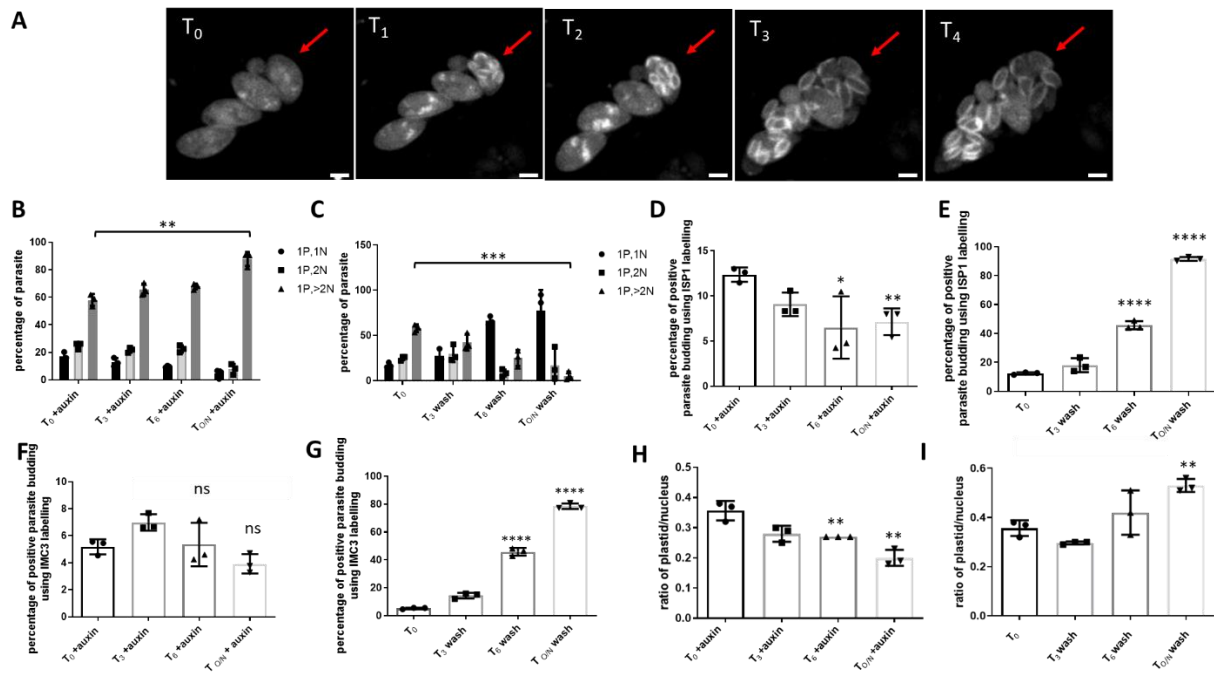 A
T0
T1
T2
T3
T4
B
**
percentage of parasite
100
80
60
40
20
0
T0 +auxin
T3 +auxin
T6 +auxin
TO/N +auxin
1P,1N
1P,2N
1P,>2N
C
***
percentage of parasite
150
100
50
0
T0
T3 wash
T6 wash
TO/N wash
1P,1N
1P,2N
1P,>2N
D
percentage of positive
parasite budding using ISP1 labelling
15
10
5
0
*
**
T0 +auxin
T3 +auxin
T6 +auxin
TO/N +auxin
E
percentage of positive
parasite budding using ISP1 labelling
100
80
60
40
20
0
****
****
T0
T3 wash
T6 wash
TO/N wash
F
percentage of positive parasite budding
using IMC3 labelling
10
8
6
4
2
0
ns
ns
T0 +auxin
T3 +auxin
T6 +auxin
TO/N + auxin
G
percentage of positive parasite budding
using IMC3 labelling
100
80
60
40
20
0
****
****
T0
T3 wash
T6 wash
T O/N wash
H
ratio of plastid/nucleus
0.5
0.4
0.3
0.2
0.1
0.0
**
**
T0 +auxin
T3 +auxin
T6 +auxin
TO/N +auxin
I
ratio of plastid/nucleus
0.6
0.4
0.2
0.0
**
T0
T3 wash
T6 wash
TO/N wash